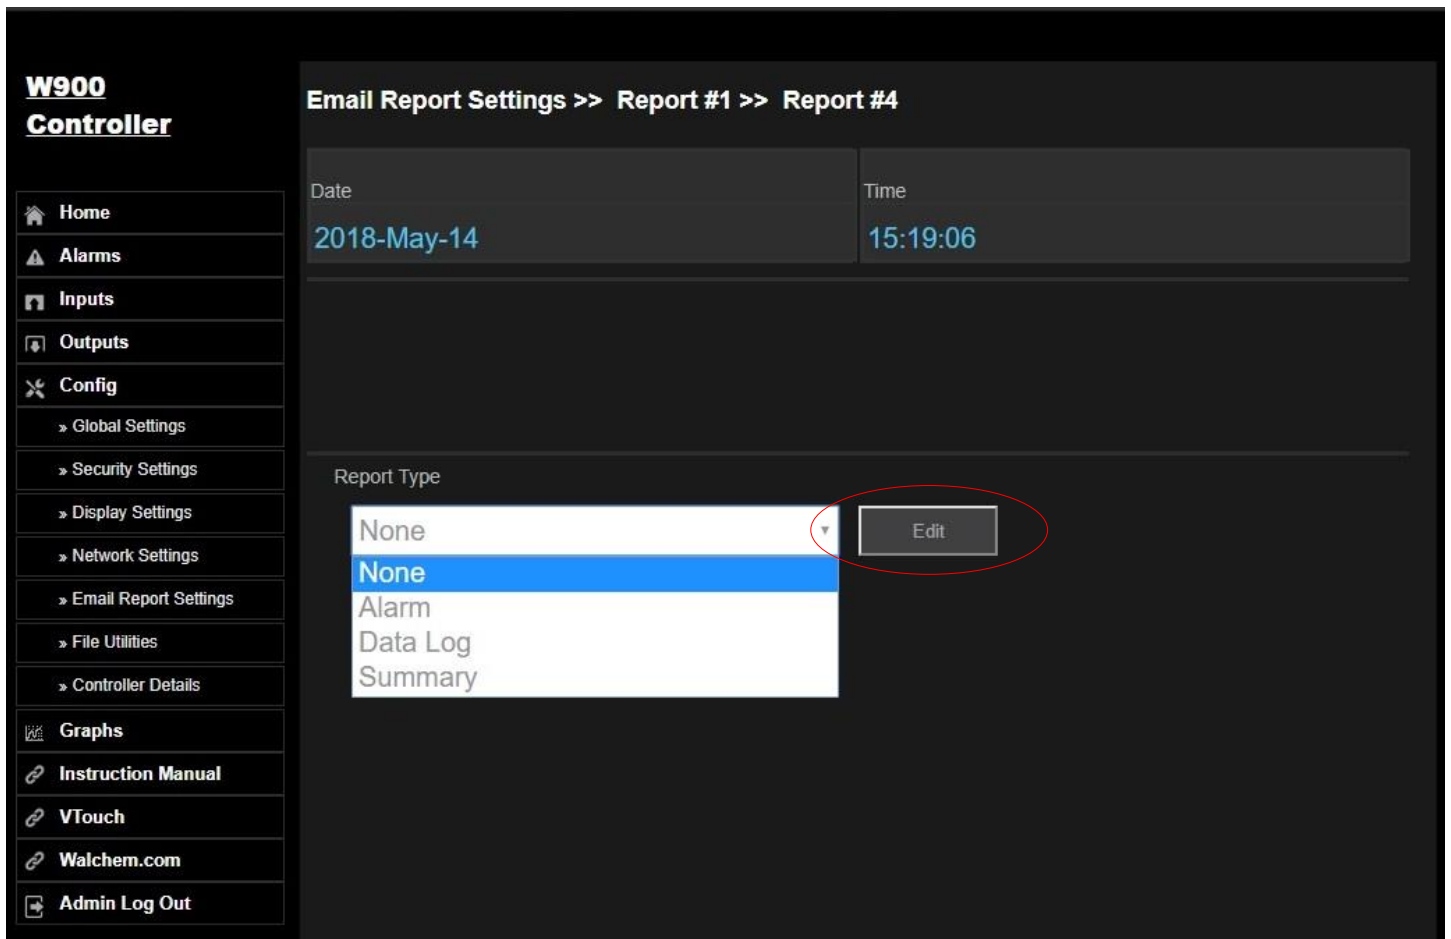 W900
Controller
Home
Alarms
Inputs
Outputs
Config
» Global Settings
» Security Settings
» Display Settings
» Network Settings
» Email Report Settings
» File Utilities
» Controller Details
Graphs
Instruction Manual
VTouch
Walchem.com
Admin Log Out
Email Report Settings >> Report #1 >> Report #4
Date
2018-May-14
Time
15:19:06
Report Type
None
Edit
None
Alarm
Data Log
Summary